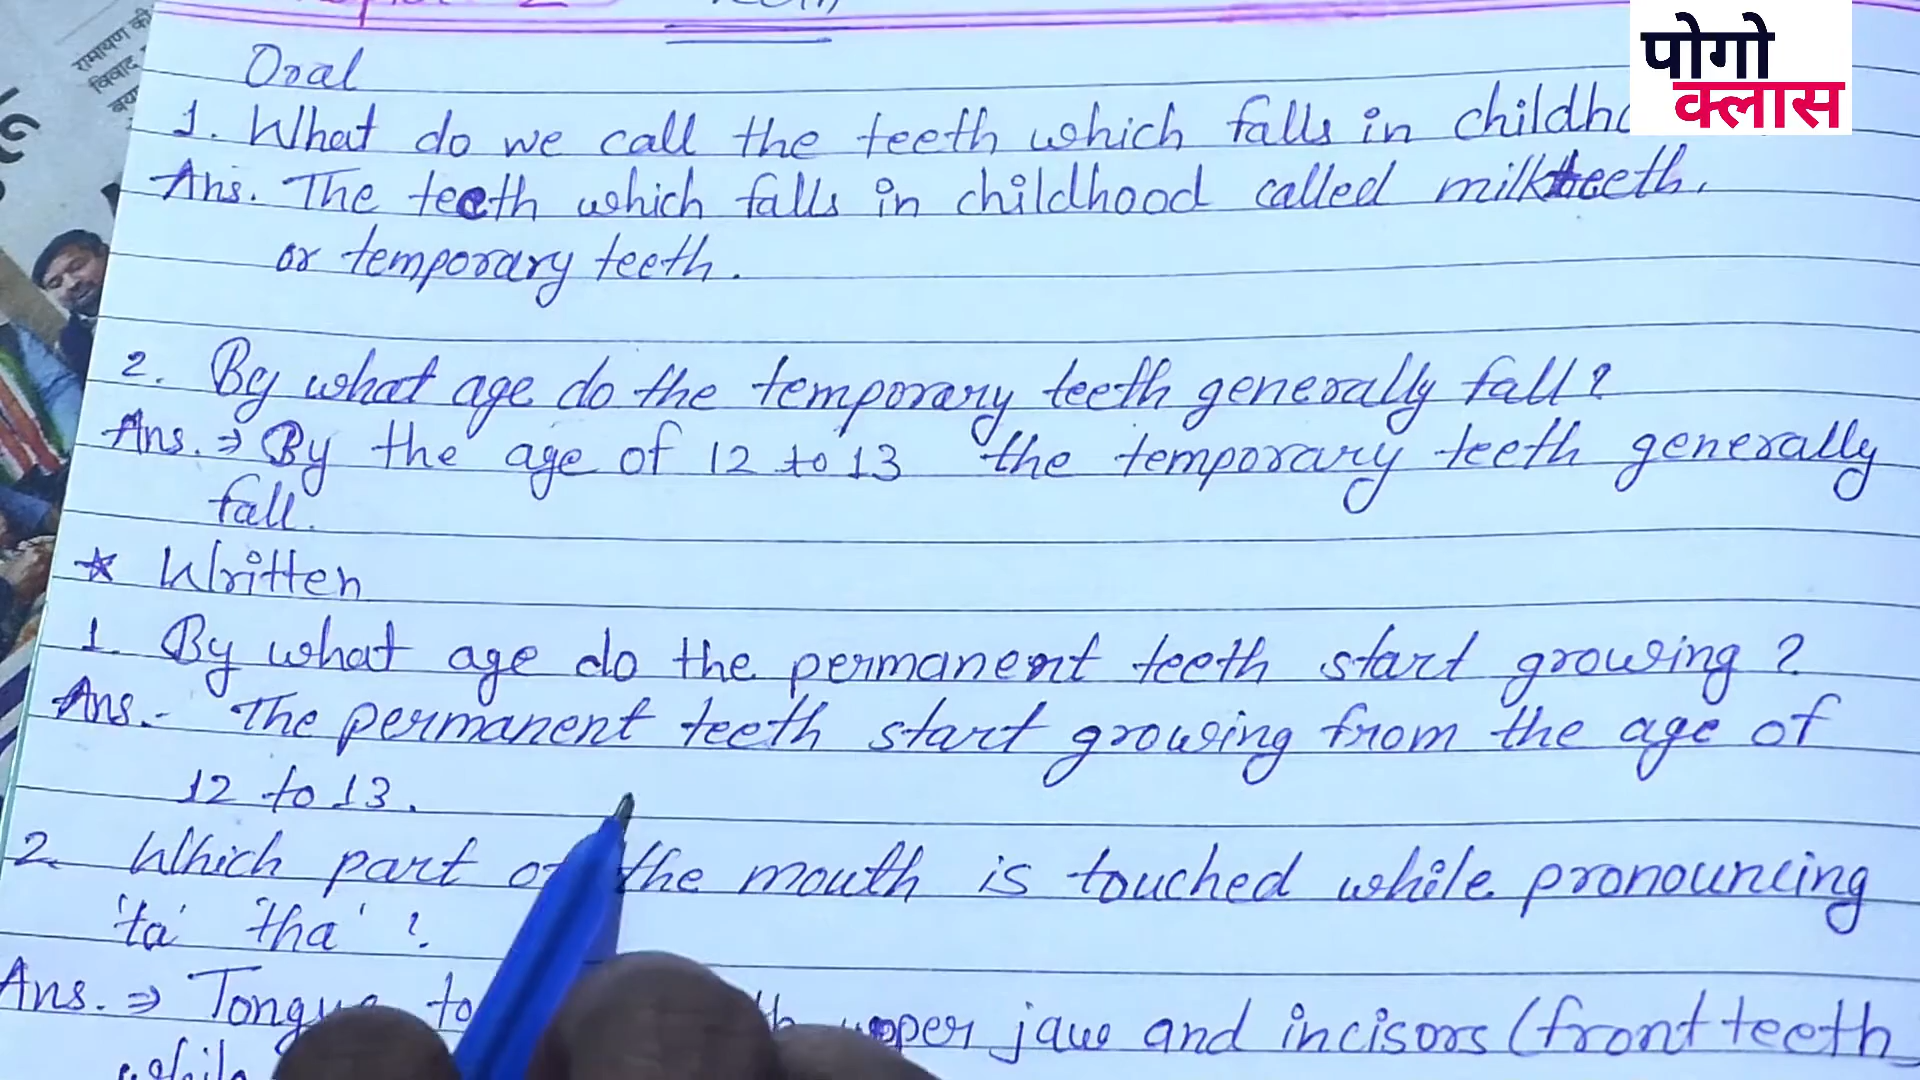 Oral
पोगो
क्लास
1. What do we call the teeth which falls in
Ans. The teeth which falls in childhood called milkteeth.
or temporary teeth.
2. By what age do the temporary teeth generally fall?
Ans. ⇒ By the age of 12 to 13 the temporary teeth generally
fall.
★ Written
1. By what age do the permanent teeth start growing?
Ans. - The permanent teeth start growing from the age of
12 to 13.
2. Which part of the mouth is touched while pronouncing
'ta' 'tha' ?
Ans. ⇒ Tongue upper jaw and incisors (front teeth
रामायण
विवाद